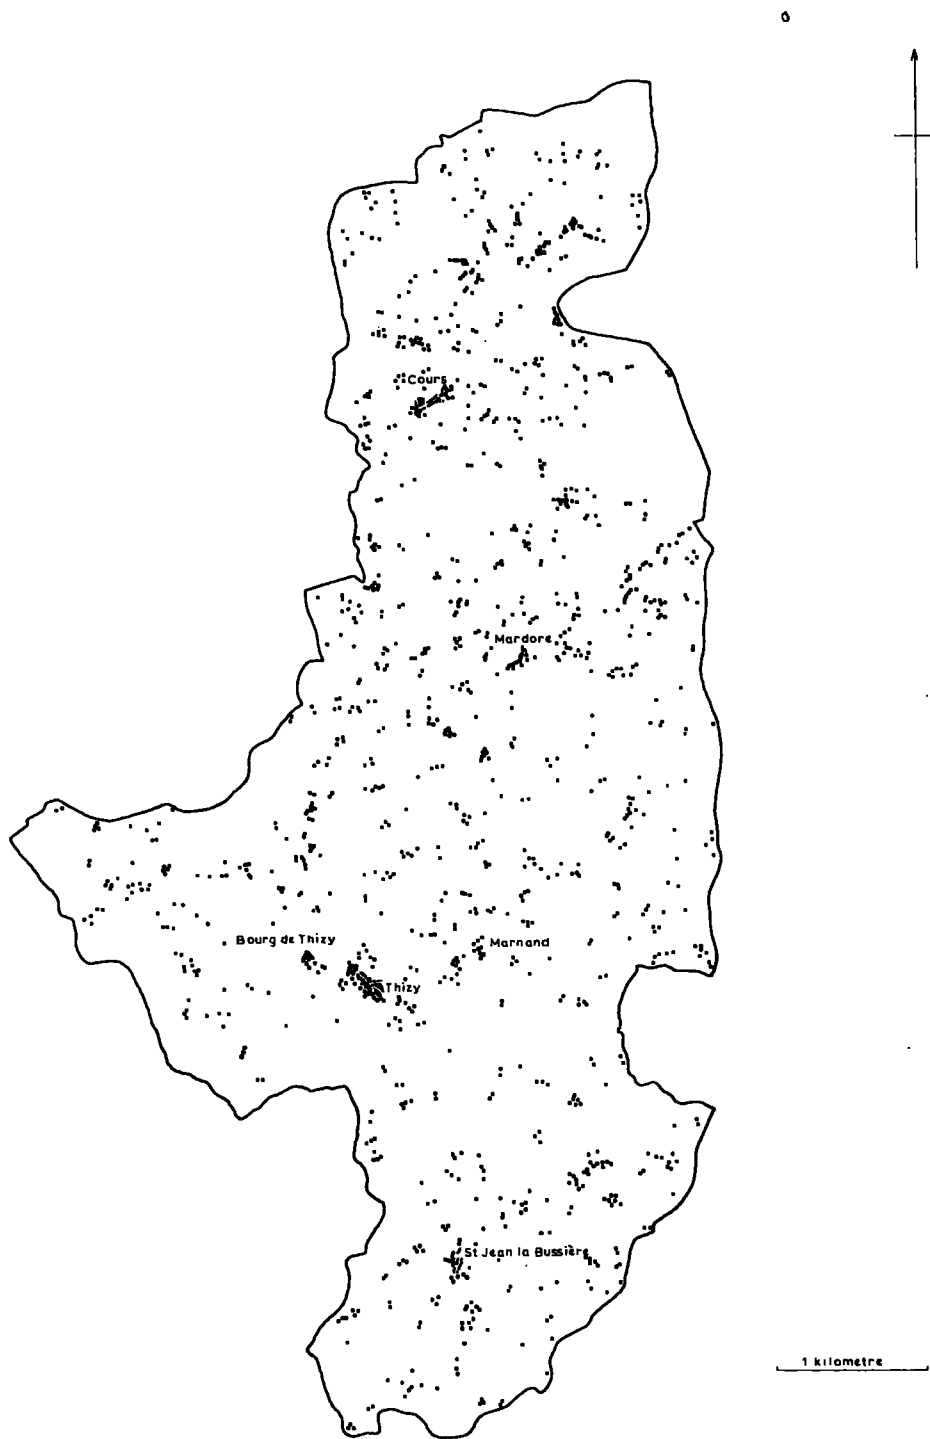 Cours
Mardore
Bourg de Thizy
Marnand
Thizy
St Jean la Bussière
1 kilometre